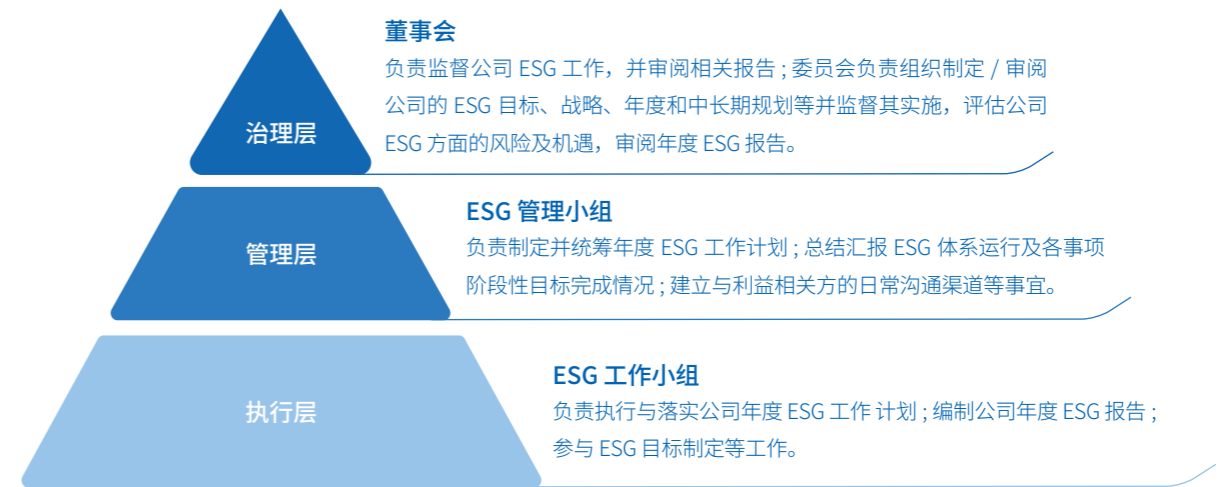 治理层
董事会
负责监督公司 ESG 工作，并审阅相关报告 ; 委员会负责组织制定 / 审阅
公司的 ESG 目标、战略、年度和中长期规划等并监督其实施，评估公司
ESG 方面的风险及机遇，审阅年度 ESG 报告。
管理层
ESG 管理小组
负责制定并统筹年度 ESG 工作计划 ; 总结汇报 ESG 体系运行及各事项
阶段性目标完成情况 ; 建立与利益相关方的日常沟通渠道等事宜。
执行层
ESG 工作小组
负责执行与落实公司年度 ESG 工作 计划 ; 编制公司年度 ESG 报告 ;
参与 ESG 目标制定等工作。